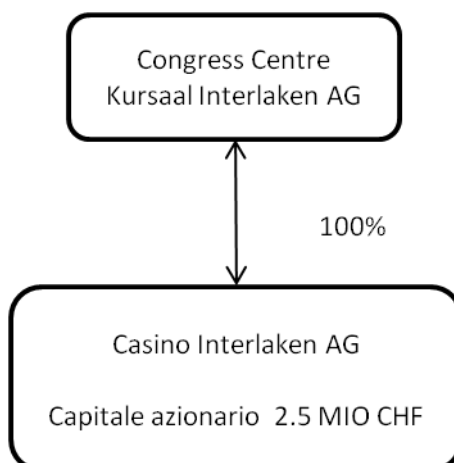 Congress Centre
Kursaal Interlaken AG
100%
Casino Interlaken AG
Capitale azionario 2.5 MIO CHF